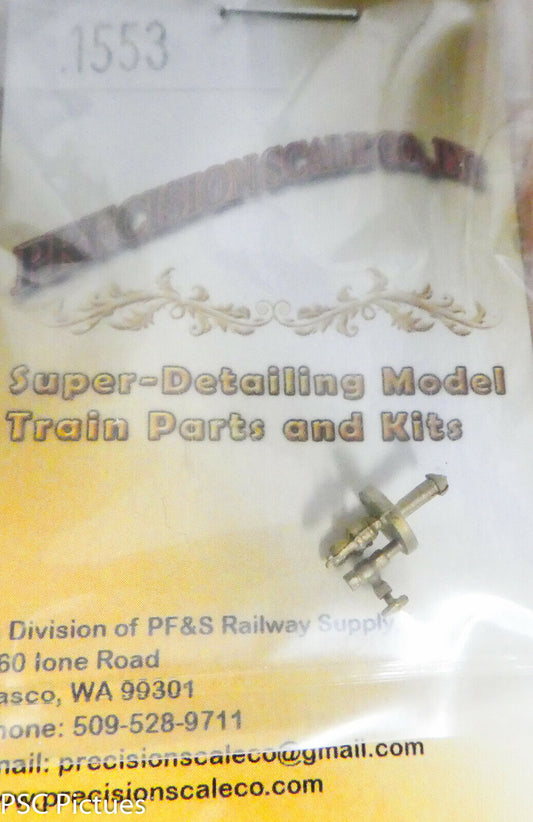 .1553
PRECISION SCALE CO.,
Super-Detailing Model
Train Parts and Kits
Division of PF&S Railway Supply
60 Ione Road
asco, WA 99301
hone: 509-528-9711
mail: precisionscaleco@gmail.com
precisionscaleco.com
PSC Pictues